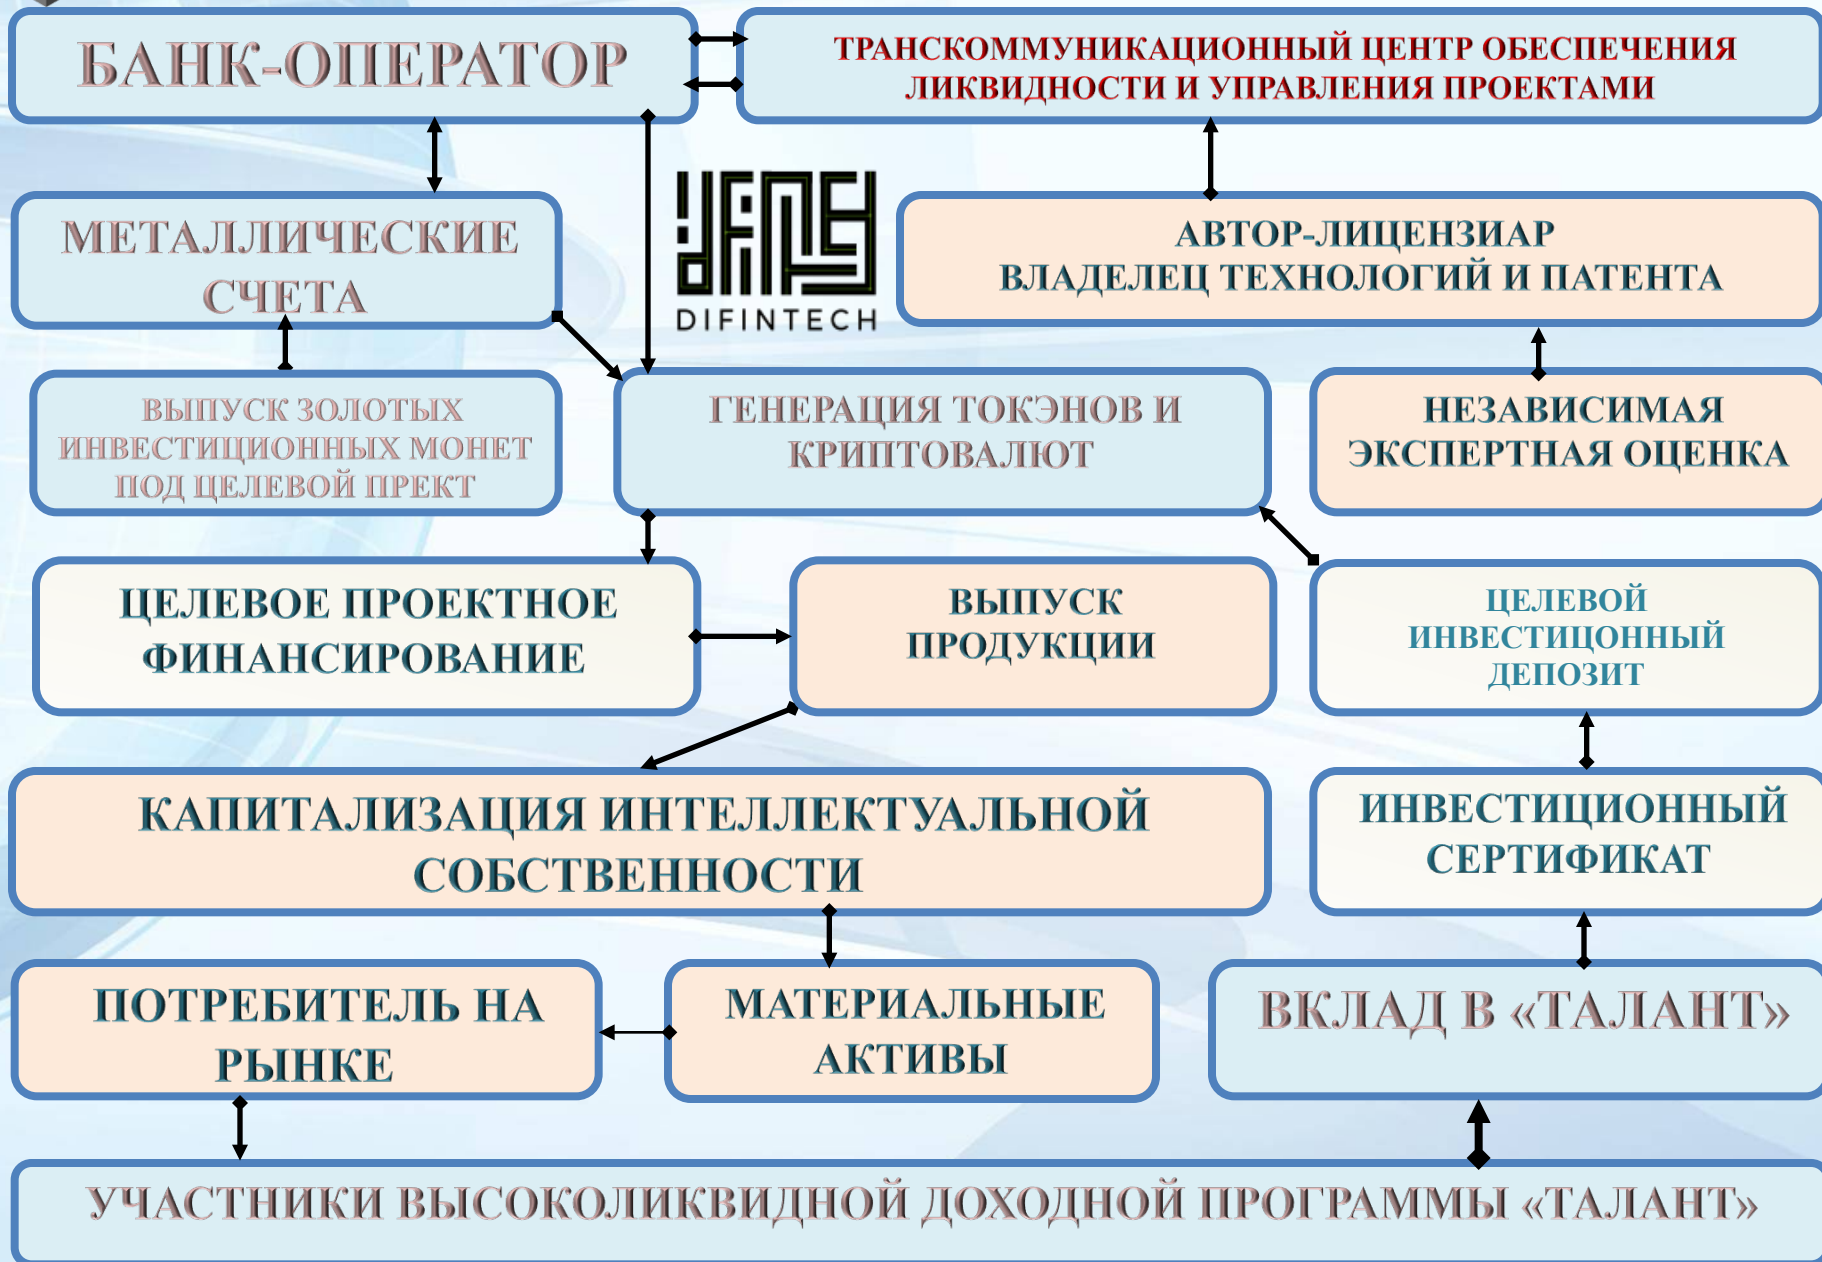 БАНК-ОПЕРАТОР
ТРАНСКОММУНИКАЦИОННЫЙ ЦЕНТР ОБЕСПЕЧЕНИЯ
ЛИКВИДНОСТИ И УПРАВЛЕНИЯ ПРОЕКТАМИ
МЕТАЛЛИЧЕСКИЕ
СЧЕТА
DIFINTECH
АВТОР-ЛИЦЕНЗИАР
ВЛАДЕЛЕЦ ТЕХНОЛОГИЙ И ПАТЕНТА
ВЫПУСК ЗОЛОТЫХ
ИНВЕСТИЦИОННЫХ МОНЕТ
ПОД ЦЕЛЕВОЙ ПРЕКТ
ГЕНЕРАЦИЯ ТОКЭНОВ И
КРИПТОВАЛЮТ
НЕЗАВИСИМАЯ
ЭКСПЕРТНАЯ ОЦЕНКА
ЦЕЛЕВОЕ ПРОЕКТНОЕ
ФИНАНСИРОВАНИЕ
ВЫПУСК
ПРОДУКЦИИ
ЦЕЛЕВОЙ
ИНВЕСТИЦОННЫЙ
ДЕПОЗИТ
КАПИТАЛИЗАЦИЯ ИНТЕЛЛЕКТУАЛЬНОЙ
СОБСТВЕННОСТИ
ИНВЕСТИЦИОННЫЙ
СЕРТИФИКАТ
ПОТРЕБИТЕЛЬ НА
РЫНКЕ
МАТЕРИАЛЬНЫЕ
АКТИВЫ
ВКЛАД В «ТАЛАНТ»
УЧАСТНИКИ ВЫСОКОЛИКВИДНОЙ ДОХОДНОЙ ПРОГРАММЫ «ТАЛАНТ»